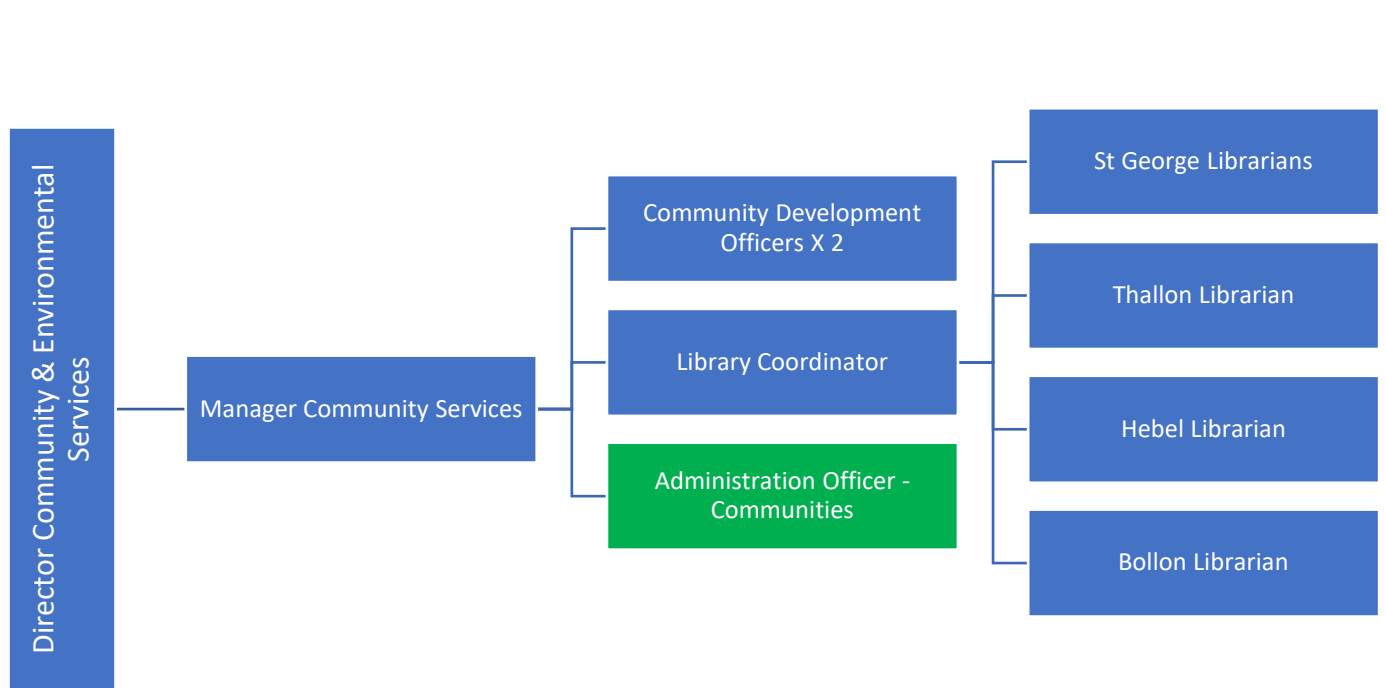 Director Community & Environmental
Services
Manager Community Services
Community Development
Officers X 2
Library Coordinator
Administration Officer -
Communities
St George Librarians
Thallon Librarian
Hebel Librarian
Bollon Librarian